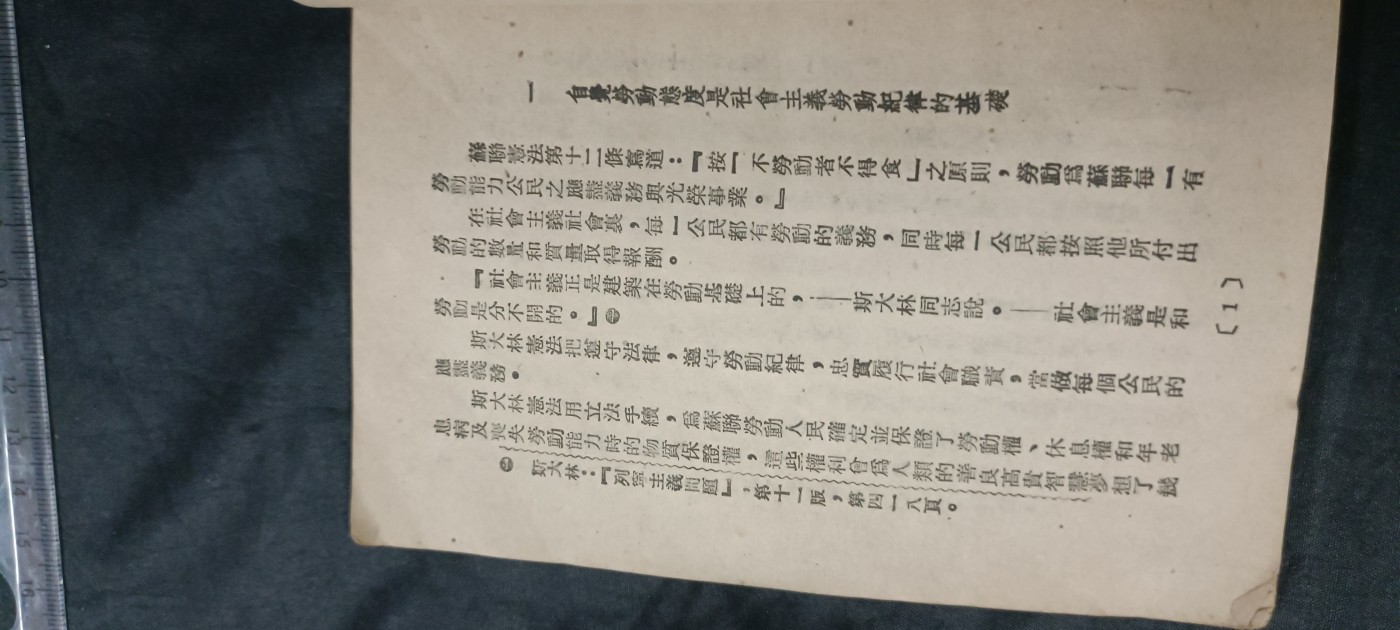 一 自覺勞動態度是社會主義勞動紀律的基礎
蘇聯憲法第十二條寫道：『按「不勞動者不得食」之原則，勞動爲蘇聯每一有
勞動能力公民之應盡義務與光榮事業。』
在社會主義社會裏，每一公民都有勞動的義務，同時每一公民都按照他所付出
勞動的數量和質量取得報酬。
『社會主義正是建築在勞動基礎上的，——斯大林同志說。——社會主義是和
勞動是分不開的。』㊀
斯大林憲法把遵守法律，遵守勞動紀律，忠實履行社會職責，當做每個公民的
應盡義務。
斯大林憲法用立法手續，爲蘇聯勞動人民確定並保證了勞動權、休息權和年老
患病及喪失勞動能力時的物質保證權，這些權利曾爲人類的善良高貴智慧夢想了錢
㊀ 斯大林：『列寧主義問題』，第十一版，第四一八頁。
〔1〕